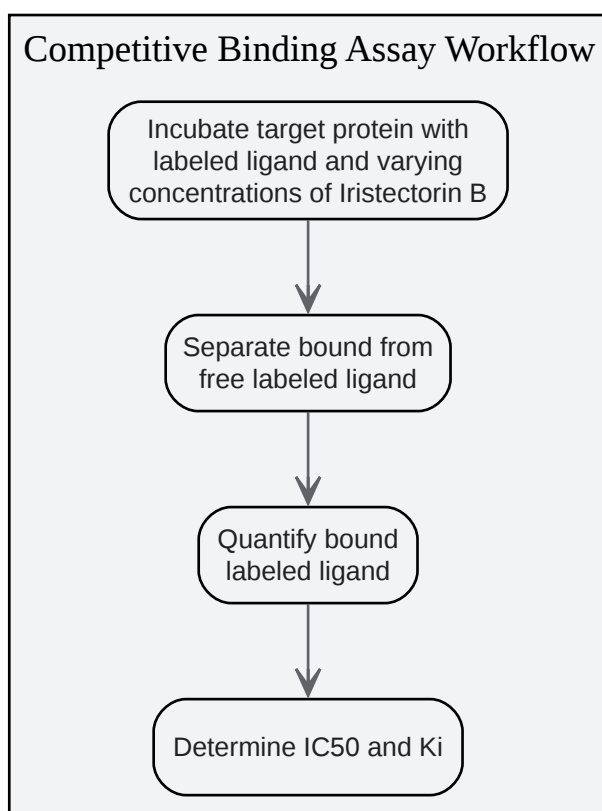 Competitive Binding Assay Workflow
Incubate target protein with
labeled ligand and varying
concentrations of Iristectorin B
Separate bound from
free labeled ligand
Quantify bound
labeled ligand
Determine IC50 and Ki